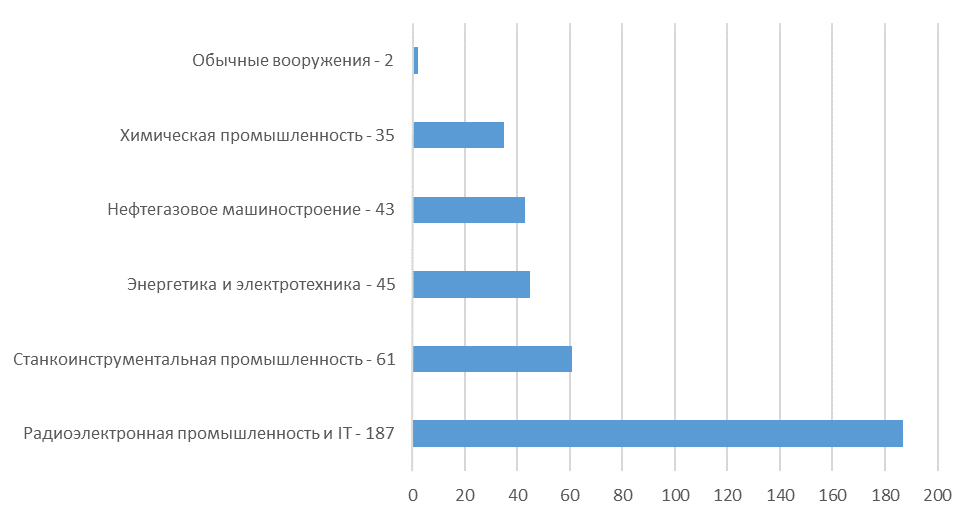 Обычные вооружения - 2
Химическая промышленность - 35
Нефтегазовое машиностроение - 43
Энергетика и электротехника - 45
Станкоинструментальная промышленность - 61
Радиоэлектронная промышленность и IT - 187
0 20 40 60 80 100 120 140 160 180 200